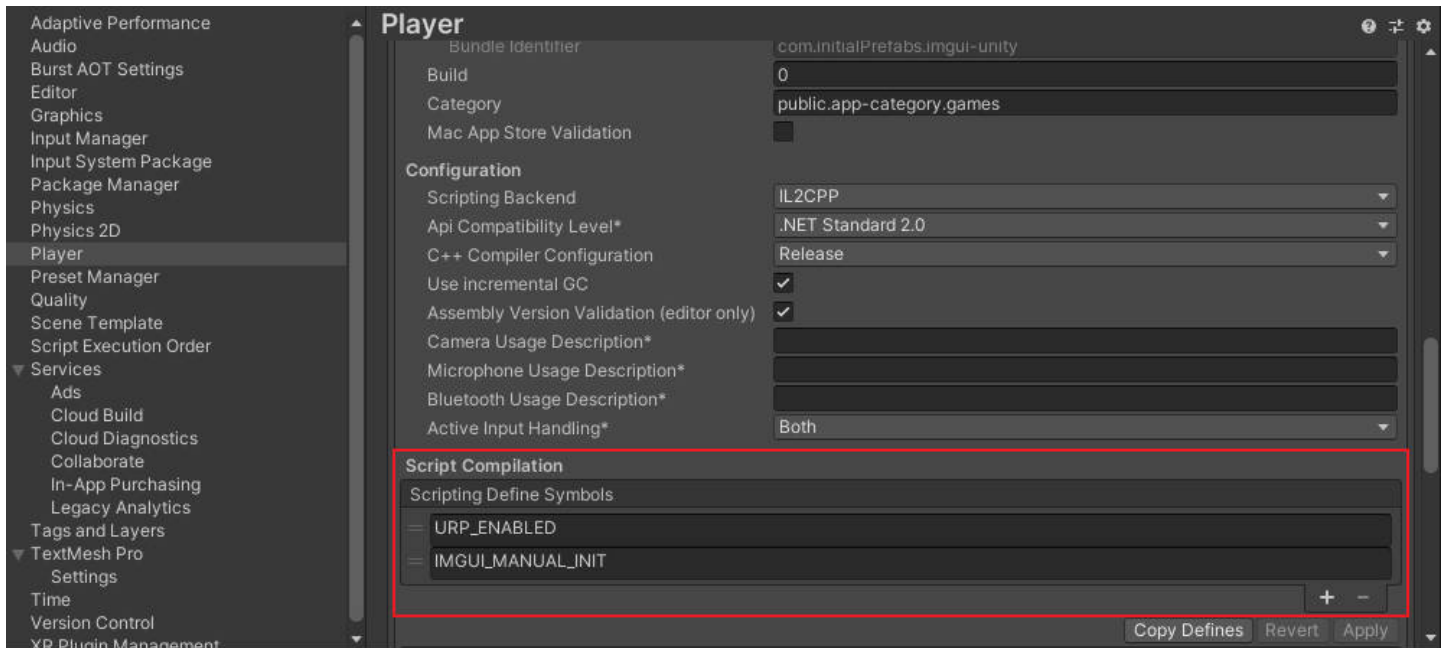 Adaptive Performance
Audio
Burst AOT Settings
Editor
Graphics
Input Manager
Input System Package
Package Manager
Physics
Physics 2D
Player
Preset Manager
Quality
Scene Template
Script Execution Order
Services
Ads
Cloud Build
Cloud Diagnostics
Collaborate
In-App Purchasing
Legacy Analytics
Tags and Layers
TextMesh Pro
Settings
Time
Version Control
XR Plugin Management
Player
Bundle Identifier com.initialPrefabs.imgui-unity
Build 0
Category public.app-category.games
Mac App Store Validation
Configuration
Scripting Backend IL2CPP
Api Compatibility Level* .NET Standard 2.0
C++ Compiler Configuration Release
Use incremental GC
Assembly Version Validation (editor only)
Camera Usage Description*
Microphone Usage Description*
Bluetooth Usage Description*
Active Input Handling* Both
Script Compilation
Scripting Define Symbols
URP_ENABLED
IMGUI_MANUAL_INIT
+ −
Copy Defines Revert Apply